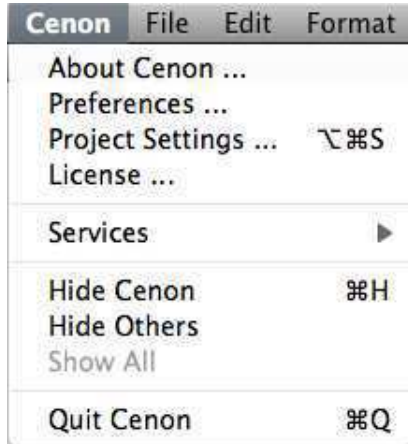 Cenon File Edit Format
About Cenon ...
Preferences ...
Project Settings ... ⌥⌘S
License ...
Services ▶
Hide Cenon ⌘H
Hide Others
Show All
Quit Cenon ⌘Q